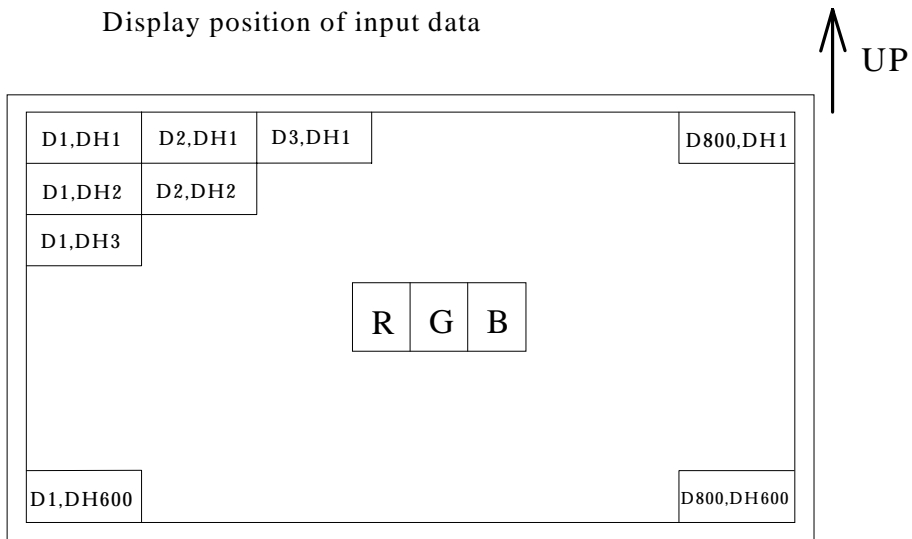 Display position of input data
UP
D1,DH1 D2,DH1 D3,DH1 D800,DH1
D1,DH2 D2,DH2
D1,DH3
R G B
D1,DH600 D800,DH600